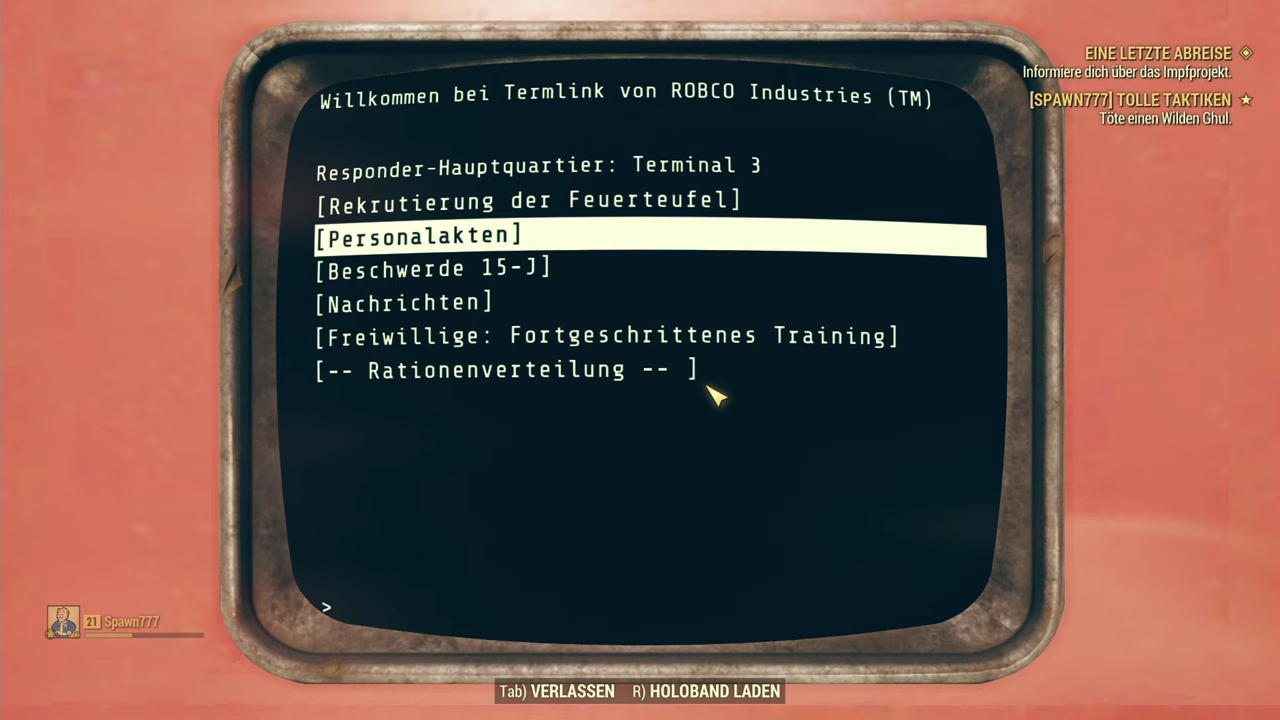 Willkommen bei Termlink von ROBCO Industries (TM)
Responder-Hauptquartier: Terminal 3
[Rekrutierung der Feuerteufel]
[Personalakten]
[Beschwerde 15-J]
[Nachrichten]
[Freiwillige: Fortgeschrittenes Training]
[-- Rationenverteilung -- ]
>
EINE LETZTE ABREISE
Informiere dich über das Impfprojekt.
[SPAWN777] TOLLE TAKTIKEN
Töte einen Wilden Ghul.
21 Spawn777
Tab) VERLASSEN R) HOLOBAND LADEN